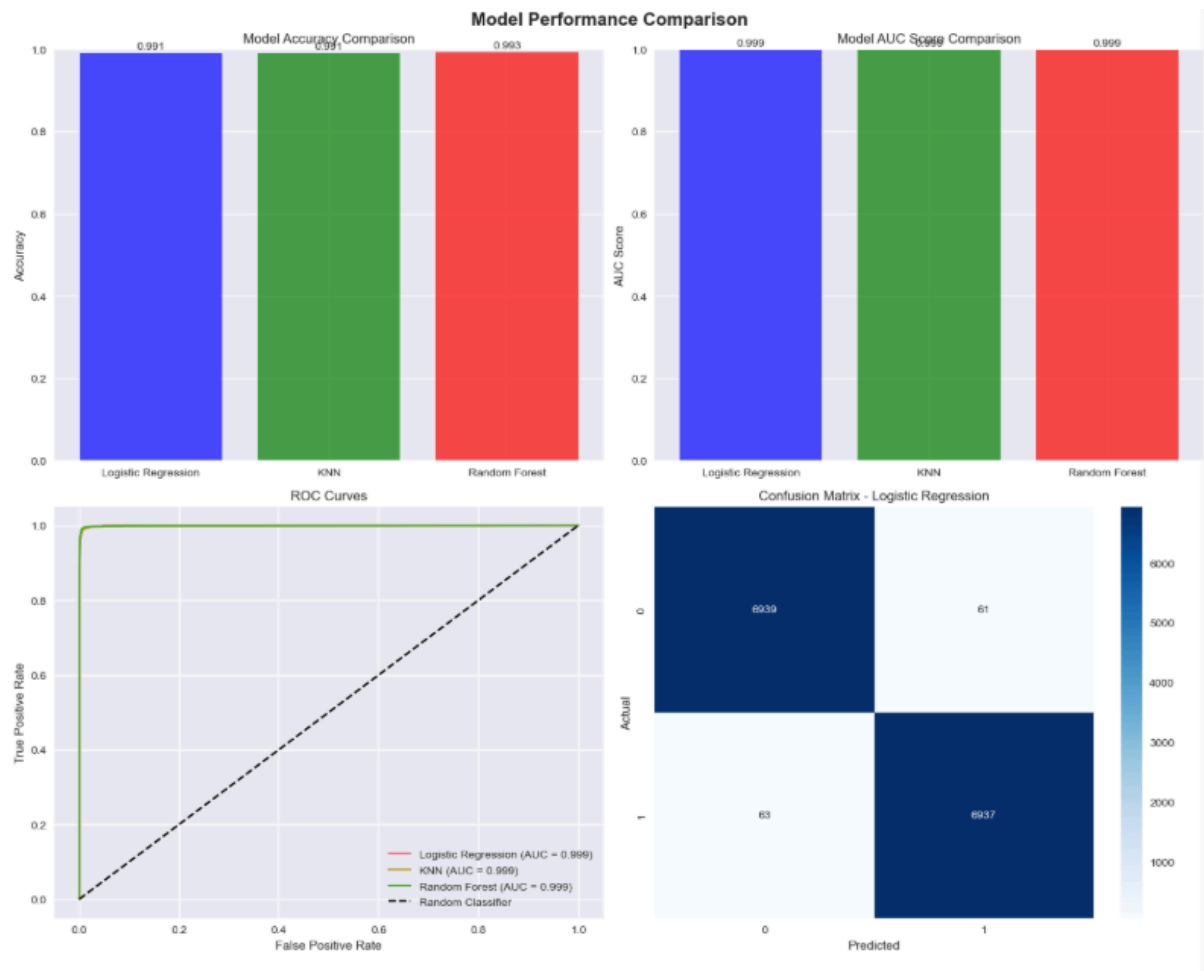 Model Performance Comparison
Model Accuracy Comparison
0.991
0.991
0.993
1.0
0.8
0.6
0.4
0.2
0.0
Accuracy
Logistic Regression
KNN
Random Forest
Model AUC Score Comparison
0.999
0.999
0.999
1.0
0.8
0.6
0.4
0.2
0.0
AUC Score
Logistic Regression
KNN
Random Forest
ROC Curves
1.0
0.8
0.6
0.4
0.2
0.0
True Positive Rate
Logistic Regression (AUC = 0.999)
KNN (AUC = 0.999)
Random Forest (AUC = 0.999)
Random Classifier
0.0 0.2 0.4 0.6 0.8 1.0
False Positive Rate
Confusion Matrix - Logistic Regression
0
6939 61
1
63 6937
Actual
0 1
Predicted
6000
5000
4000
3000
2000
1000